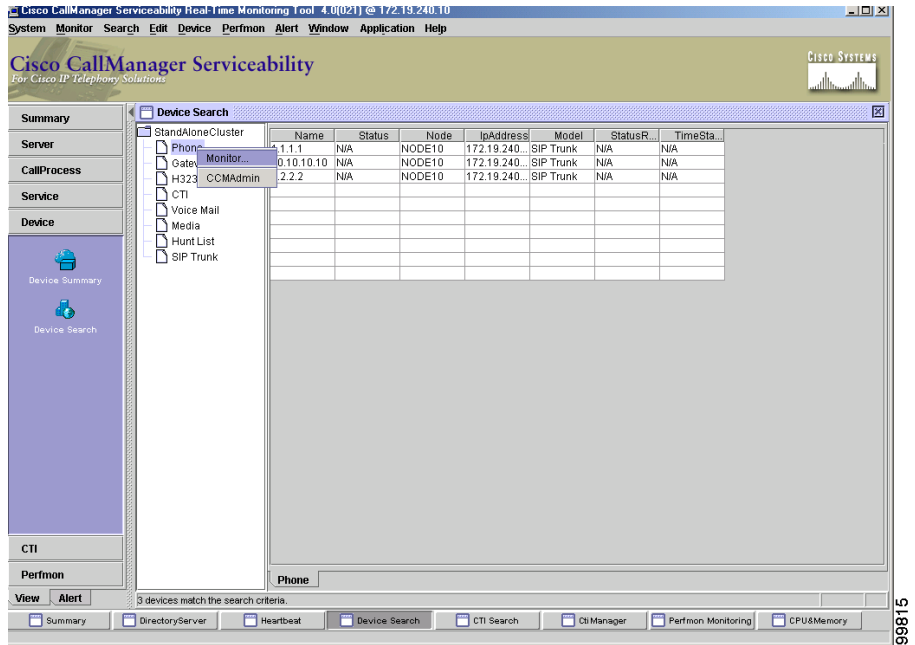 Cisco CallManager Serviceability Real-Time Monitoring Tool 4.0(021) @ 172.19.240.10
System Monitor Search Edit Device Perfmon Alert Window Application Help
Cisco CallManager Serviceability
For Cisco IP Telephony Solutions
CISCO SYSTEMS
Summary
Server
CallProcess
Service
Device
Device Summary
Device Search
CTI
Perfmon
View Alert
Device Search
StandAloneCluster
Phone
H323
CTI
Voice Mail
Media
Hunt List
SIP Trunk
Monitor...
CCMAdmin
Name Status Node IpAddress Model StatusR... TimeSta...
.1.1.1 N/A NODE10 172.19.240... SIP Trunk N/A N/A
0.10.10.10 N/A NODE10 172.19.240... SIP Trunk N/A N/A
.2.2.2 N/A NODE10 172.19.240... SIP Trunk N/A N/A
Phone
3 devices match the search criteria.
Summary DirectoryServer Heartbeat Device Search CTI Search CtiManager Perfmon Monitoring CPU&Memory
99815